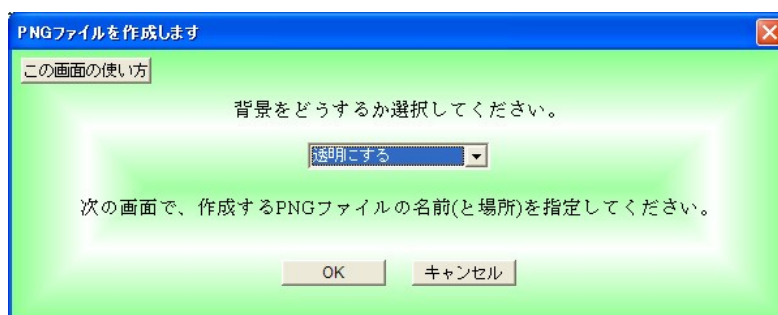 PNGファイルを作成します
この画面の使い方
背景をどうするか選択してください。
透明にする
次の画面で、作成するPNGファイルの名前(と場所)を指定してください。
OK キャンセル